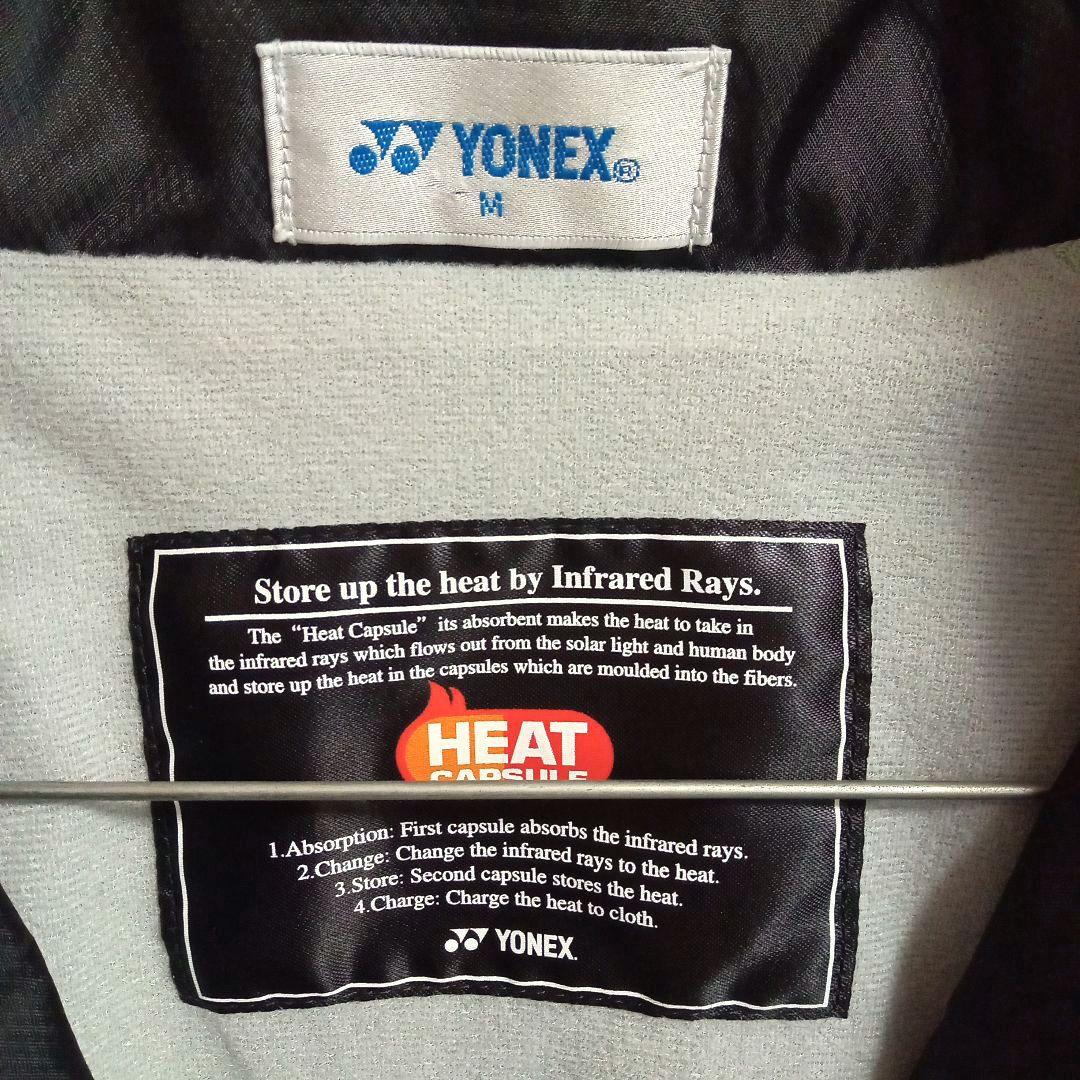 YONEX®
M
Store up the heat by Infrared Rays.
The “Heat Capsule” its absorbent makes the heat to take in
the infrared rays which flows out from the solar light and human body
and store up the heat in the capsules which are moulded into the fibers.
HEAT
CAPSULE
1.Absorption: First capsule absorbs the infrared rays.
2.Change: Change the infrared rays to the heat.
3.Store: Second capsule stores the heat.
4.Charge: Charge the heat to cloth.
YONEX.